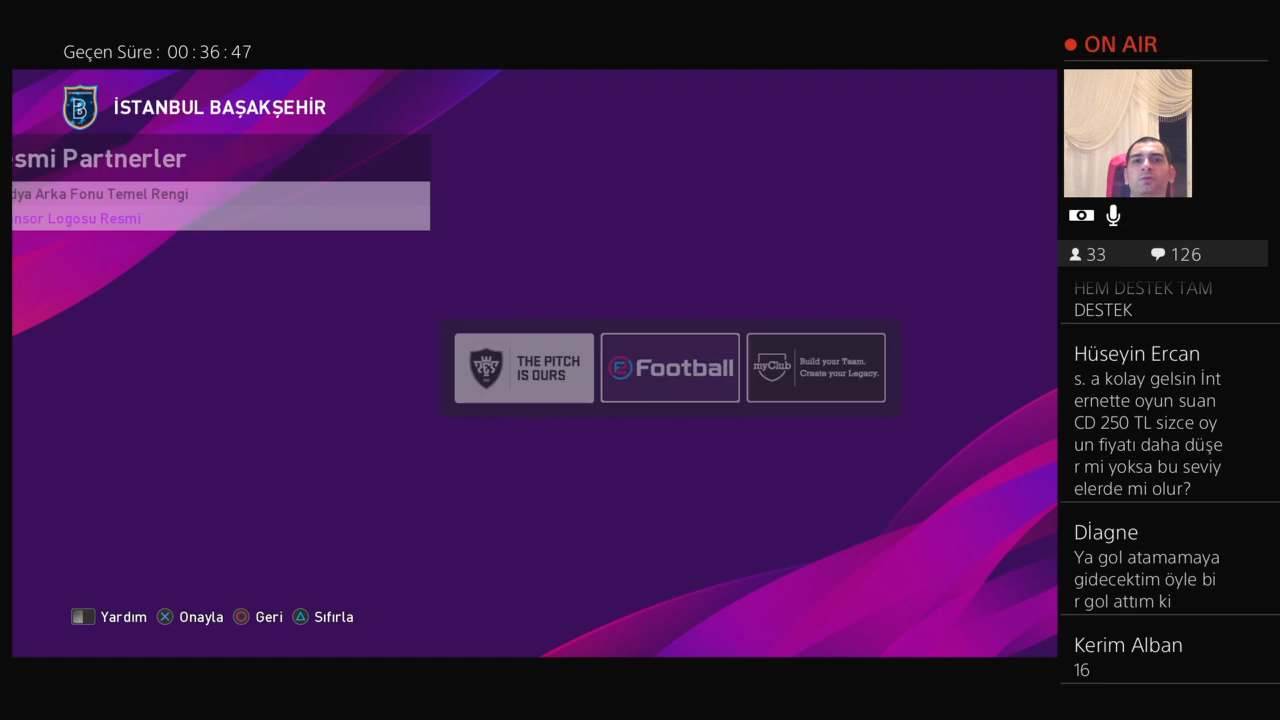 Geçen Süre : 00 : 36 : 47
ON AIR
İSTANBUL BAŞAKŞEHİR
smi Partnerler
dya Arka Fonu Temel Rengi
nsor Logosu Resmi
THE PITCH
IS OURS
eFootball
myClub
Build your Team.
Create your Legacy.
Yardım Onayla Geri Sıfırla
33 126
HEM DESTEK TAM
DESTEK
Hüseyin Ercan
s. a kolay gelsin İnt
ernette oyun suan
CD 250 TL sizce oy
un fiyatı daha düşe
r mi yoksa bu seviy
elerde mi olur?
Dİagne
Ya gol atamamaya
gidecektim öyle bi
r gol attım ki
Kerim Alban
16